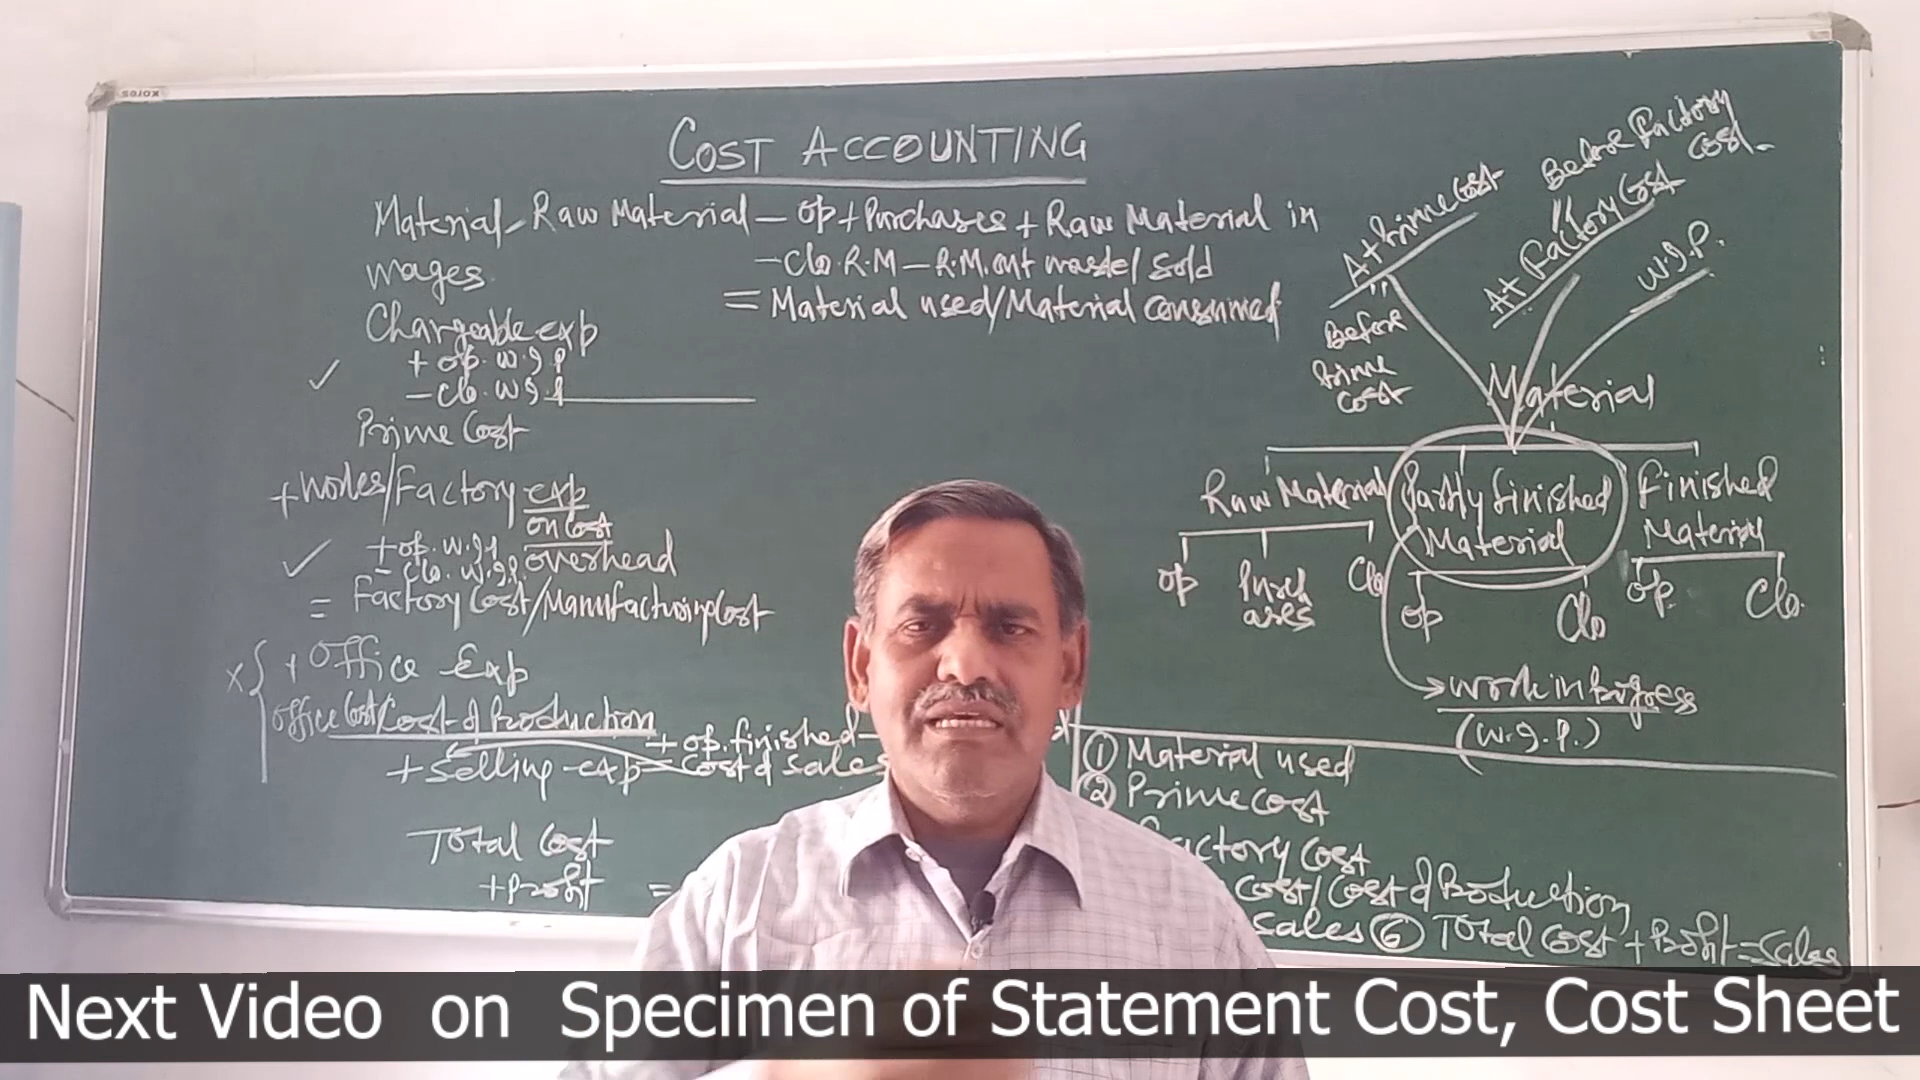 KOROS
COST ACCOUNTING
Material - Raw Material - op + Purchases + Raw Material in
- Clo. R.M - R.M. out waste/sold
= Material used/Material consumed
wages
Chargeable exp
+ op. W.I.P
- Clo. W.I.P
Prime Cost
+ Works/Factory exp
on cost
overhead
+ op. W.I.P
- Clo. W.I.P.
= Factory Cost/Manufacturing Cost
x { + Office Exp
Office Cost/Cost of Production
+ op. finished
+ Selling exp = Cost of Sales
Total Cost
+ Profit =
At Prime Cost
Before
Prime
Cost
At Factory Cost
Before Factory
Cost
W.I.P.
Material
Raw Material
op
Purch
ases
Clo
Partly finished
Material
op
Clo
Finished
Material
op.
Clo.
work in Progress
(W.I.P.)
① Material used
② Prime Cost
actory Cost
Cost/Cost of Production
Sales ⑥ Total Cost + Profit = Sales
Next Video on Specimen of Statement Cost, Cost Sheet